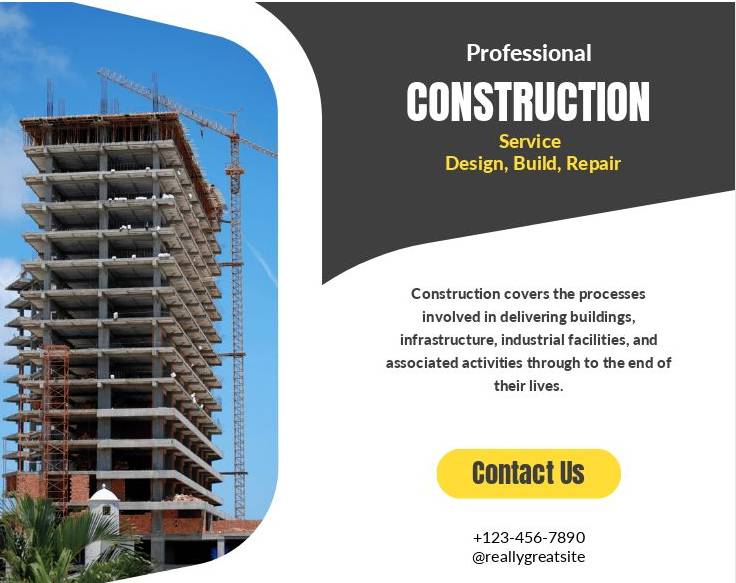 Professional
CONSTRUCTION
Service
Design, Build, Repair
Construction covers the processes
involved in delivering buildings,
infrastructure, industrial facilities, and
associated activities through to the end of
their lives.
Contact Us
+123-456-7890
@reallygreatsite